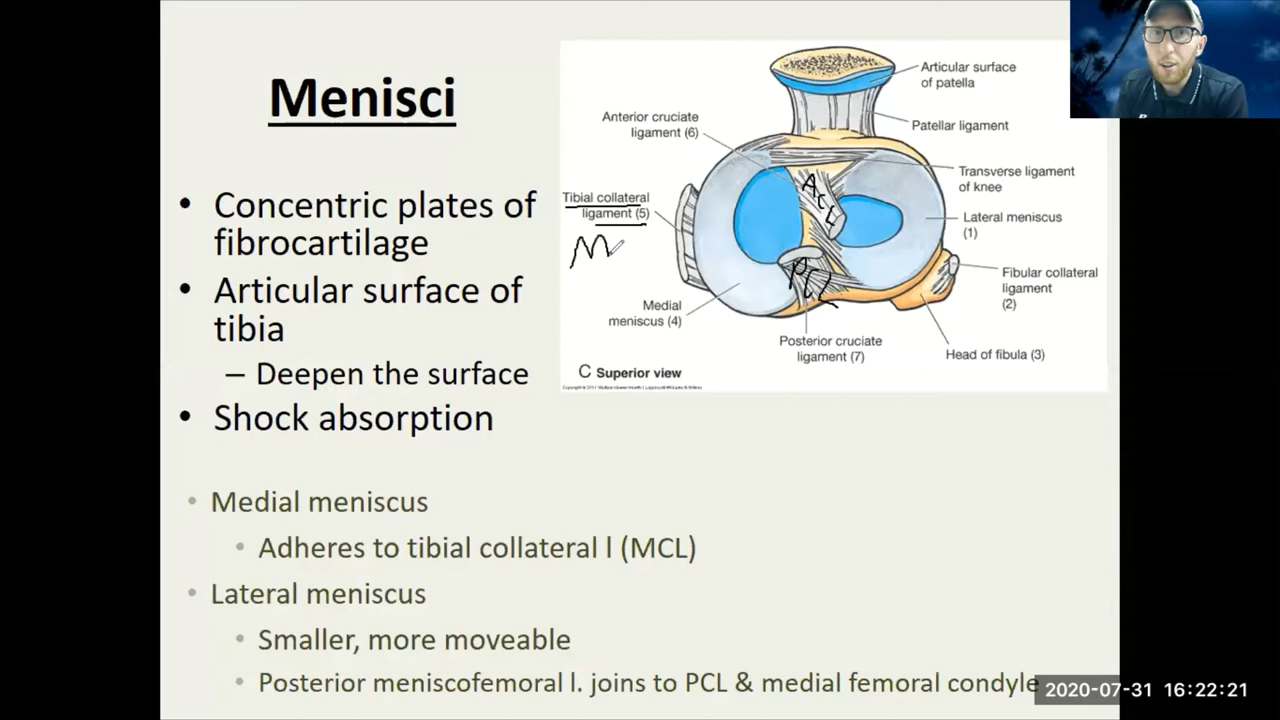 Menisci
• Concentric plates of
fibrocartilage
• Articular surface of
tibia
– Deepen the surface
• Shock absorption
• Medial meniscus
• Adheres to tibial collateral l (MCL)
• Lateral meniscus
• Smaller, more moveable
• Posterior meniscofemoral l. joins to PCL & medial femoral condyle
Articular surface
of patella
Anterior cruciate
ligament (6)
Patellar ligament
Transverse ligament
of knee
Tibial collateral
ligament (5)
M
ACL
Lateral meniscus
(1)
PCL
Fibular collateral
ligament
(2)
Medial
meniscus (4)
Posterior cruciate
ligament (7)
Head of fibula (3)
C Superior view
2020-07-31 16:22:21